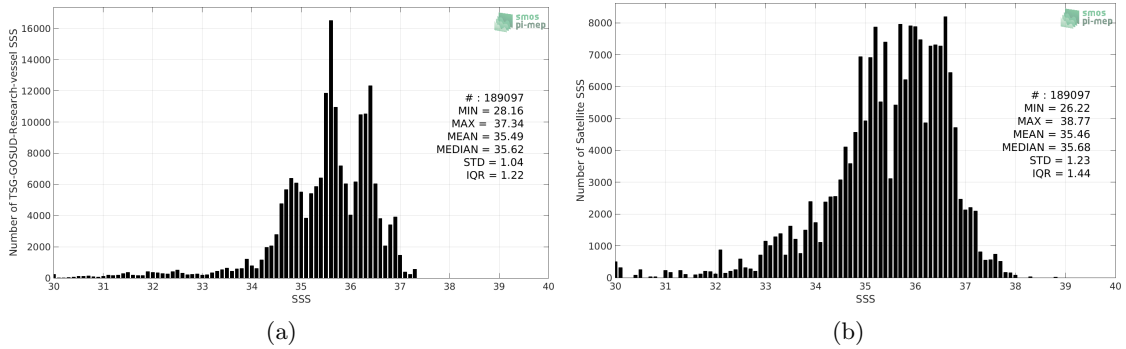 smos
pi-mep
Number of TSG-GOSUD-Research-vessel SSS
16000
14000
12000
10000
8000
6000
4000
2000
0
# : 189097
MIN = 28.16
MAX = 37.34
MEAN = 35.49
MEDIAN = 35.62
STD = 1.04
IQR = 1.22
30 31 32 33 34 35 36 37 38 39 40
SSS
(a)
smos
pi-mep
Number of Satellite SSS
8000
7000
6000
5000
4000
3000
2000
1000
0
# : 189097
MIN = 26.22
MAX = 38.77
MEAN = 35.46
MEDIAN = 35.68
STD = 1.23
IQR = 1.44
30 31 32 33 34 35 36 37 38 39 40
SSS
(b)